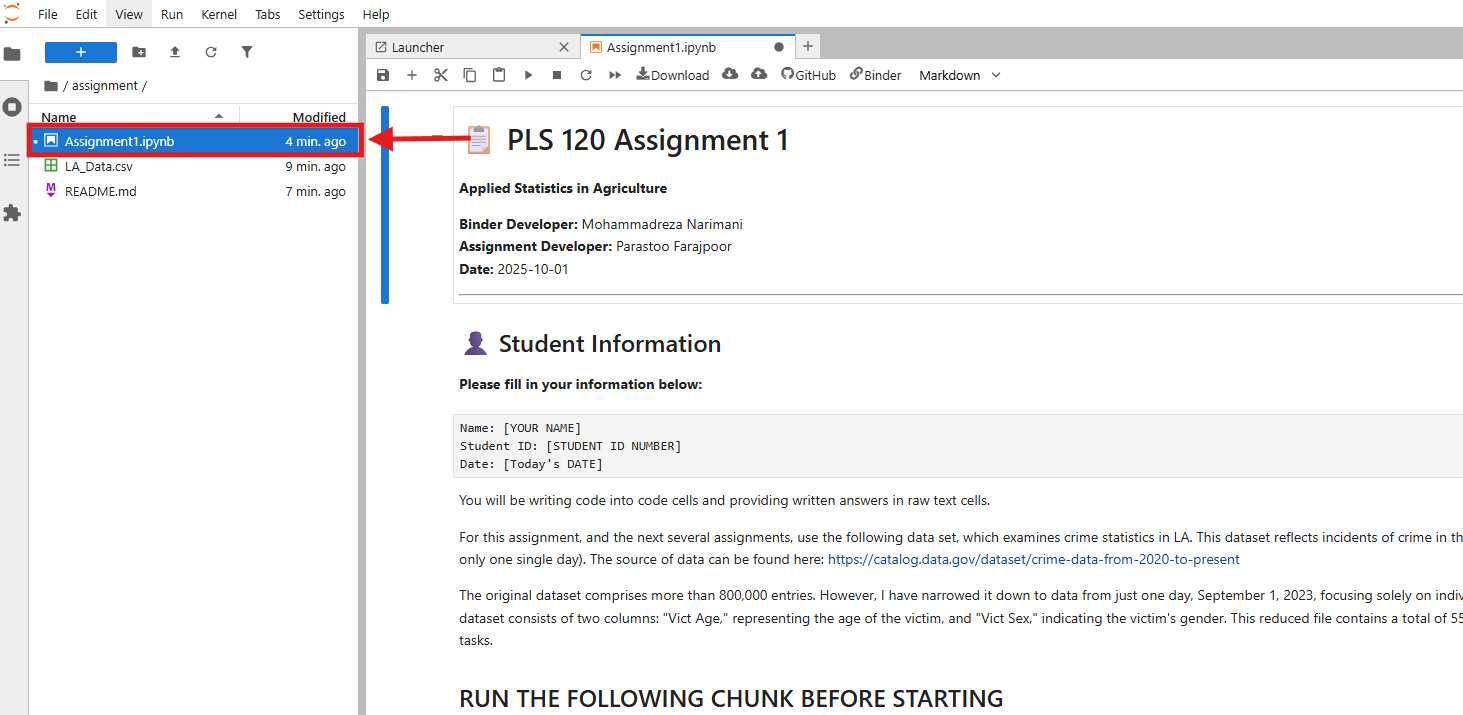 File Edit View Run Kernel Tabs Settings Help
Launcher
Assignment1.ipynb
Download GitHub Binder Markdown
/ assignment /
Name Modified
Assignment1.ipynb 4 min. ago
LA_Data.csv 9 min. ago
README.md 7 min. ago
PLS 120 Assignment 1
Applied Statistics in Agriculture
Binder Developer: Mohammadreza Narimani
Assignment Developer: Parastoo Farajpoor
Date: 2025-10-01
Student Information
Please fill in your information below:
Name: [YOUR NAME]
Student ID: [STUDENT ID NUMBER]
Date: [Today's DATE]
You will be writing code into code cells and providing written answers in raw text cells.
For this assignment, and the next several assignments, use the following data set, which examines crime statistics in LA. This dataset reflects incidents of crime in th
only one single day). The source of data can be found here: https://catalog.data.gov/dataset/crime-data-from-2020-to-present
The original dataset comprises more than 800,000 entries. However, I have narrowed it down to data from just one day, September 1, 2023, focusing solely on indiv
dataset consists of two columns: "Vict Age," representing the age of the victim, and "Vict Sex," indicating the victim's gender. This reduced file contains a total of 55
tasks.
RUN THE FOLLOWING CHUNK BEFORE STARTING